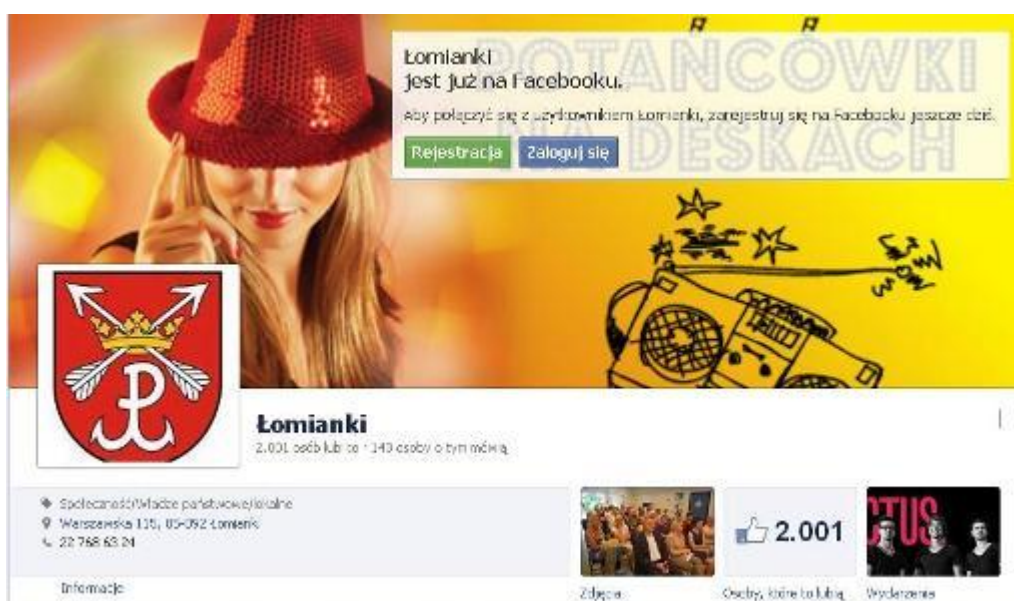 POTAŃCÓWKI
NA DESKACH
Łomianki
jest już na Facebooku.
Aby połączyć się z użytkownikiem Łomianki, zarejestruj się na Facebooku jeszcze dziś.
Rejestracja Zaloguj się
Łomianki
2.001 osób lubi to · 143 osoby o tym mówią
Społeczność/Władze państwowe/lokalne
Warszawska 115, 05-092 Łomianki
22 768 63 24
Informacje
2.001
CTUS
Zdjęcia
Osoby, które to lubią
Wydarzenia